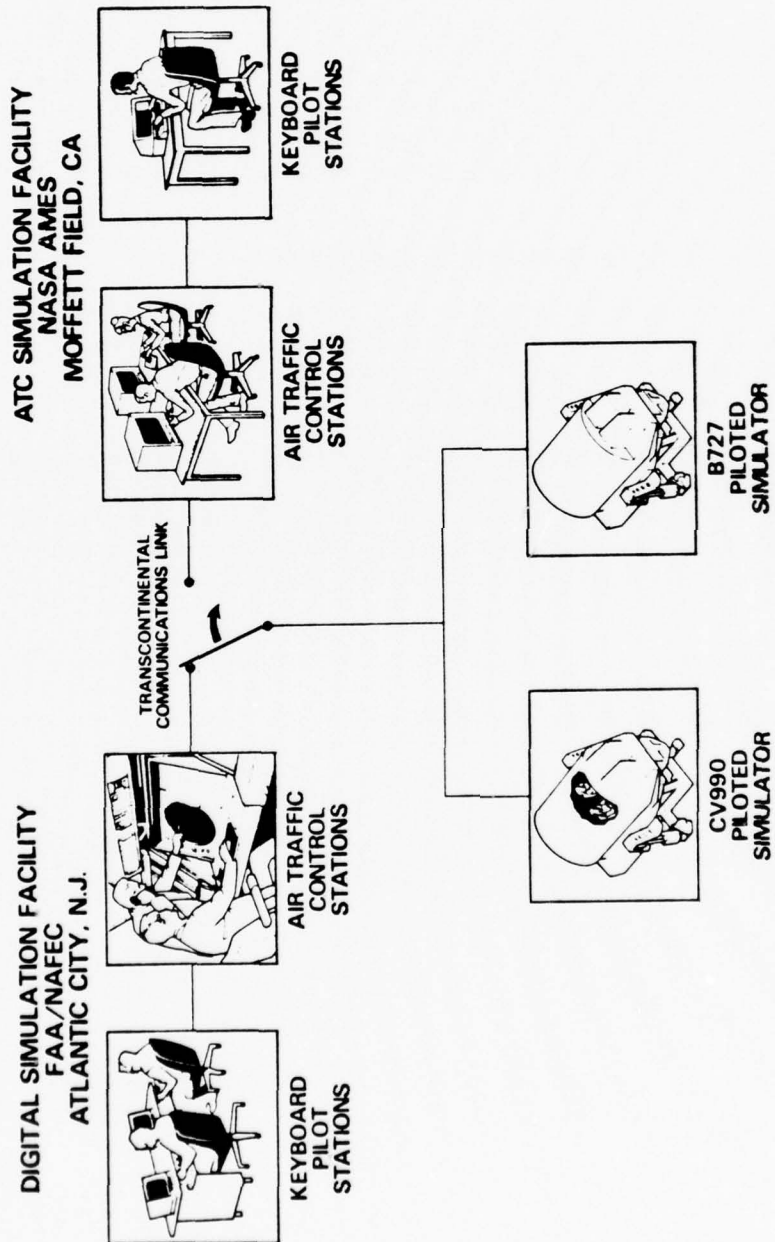 DIGITAL SIMULATION FACILITY
FAA/NAFEC
ATLANTIC CITY, N.J.
ATC SIMULATION FACILITY
NASA AMES
MOFFETT FIELD, CA
KEYBOARD
PILOT
STATIONS
AIR TRAFFIC
CONTROL
STATIONS
TRANSCONTINENTAL
COMMUNICATIONS LINK
AIR TRAFFIC
CONTROL
STATIONS
KEYBOARD
PILOT
STATIONS
CV990
PILOTED
SIMULATOR
B727
PILOTED
SIMULATOR